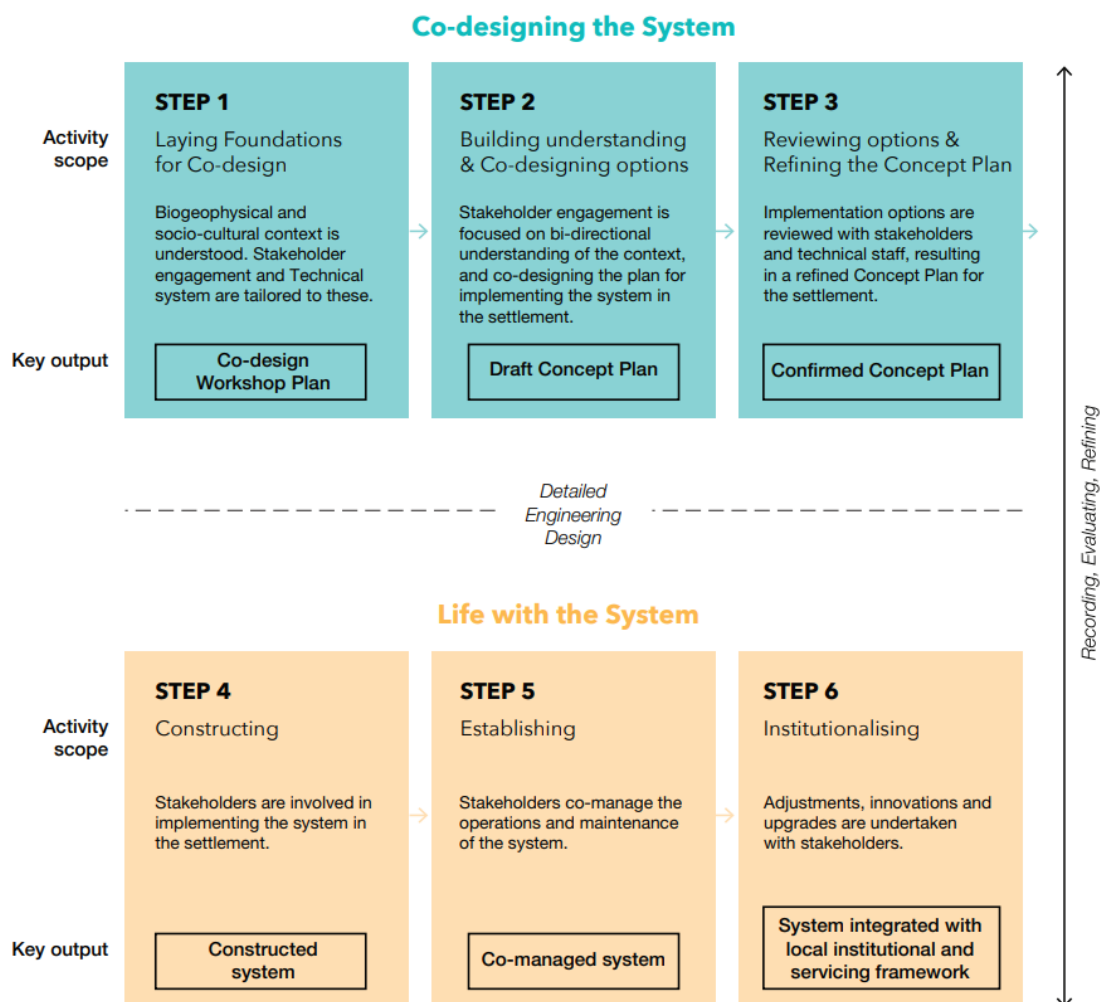 Co-designing the System
Activity
scope
STEP 1
Laying Foundations
for Co-design
Biogeophysical and
socio-cultural context is
understood. Stakeholder
engagement and Technical
system are tailored to these.
Key output
Co-design
Workshop Plan
STEP 2
Building understanding
& Co-designing options
Stakeholder engagement is
focused on bi-directional
understanding of the context,
and co-designing the plan for
implementing the system in
the settlement.
Draft Concept Plan
STEP 3
Reviewing options &
Refining the Concept Plan
Implementation options are
reviewed with stakeholders
and technical staff, resulting
in a refined Concept Plan for
the settlement.
Confirmed Concept Plan
Detailed
Engineering
Design
Recording, Evaluating, Refining
Life with the System
Activity
scope
STEP 4
Constructing
Stakeholders are involved in
implementing the system in
the settlement.
Key output
Constructed
system
STEP 5
Establishing
Stakeholders co-manage the
operations and maintenance
of the system.
Co-managed system
STEP 6
Institutionalising
Adjustments, innovations and
upgrades are undertaken
with stakeholders.
System integrated with
local institutional and
servicing framework